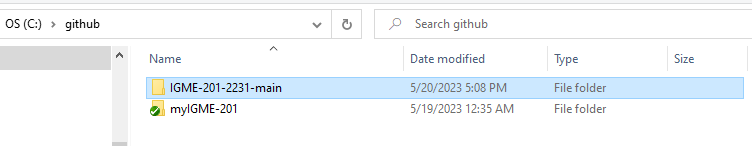 OS (C:) > github
Search github
Name Date modified Type Size
IGME-201-2231-main 5/20/2023 5:08 PM File folder
myIGME-201 5/19/2023 12:35 AM File folder